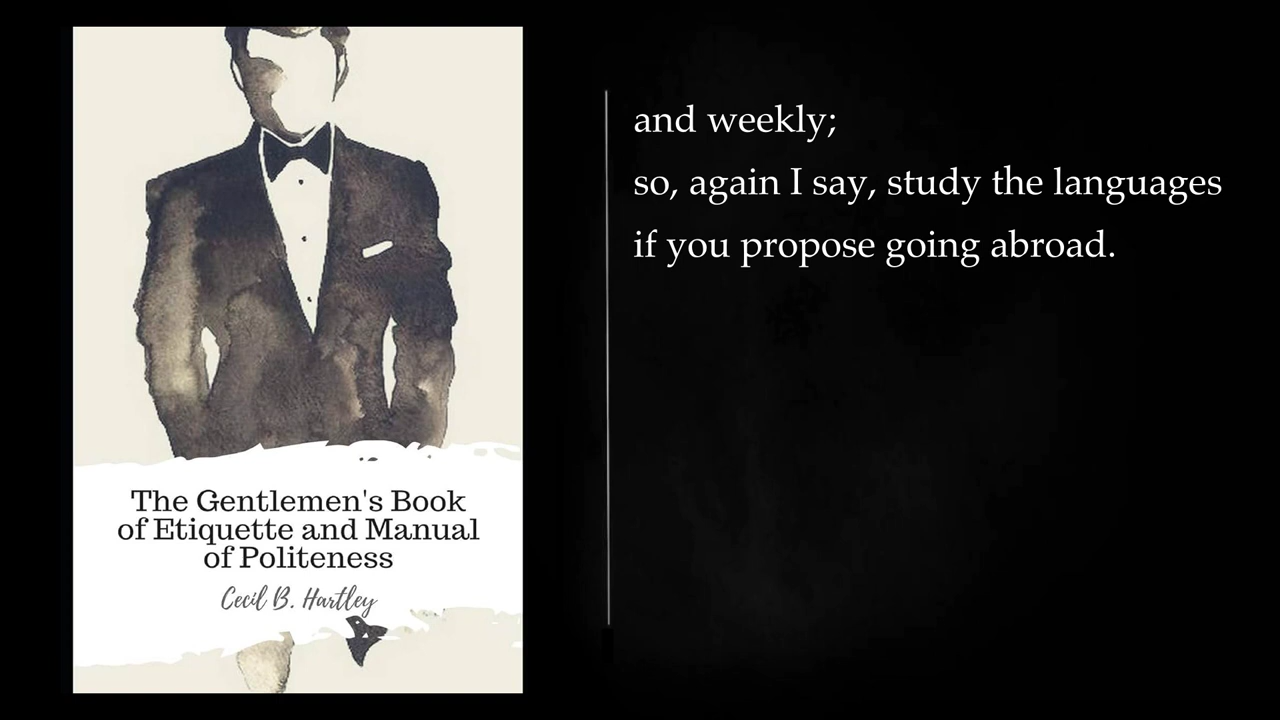 The Gentlemen's Book
of Etiquette and Manual
of Politeness
Cecil B. Hartley
and weekly;
so, again I say, study the languages
if you propose going abroad.